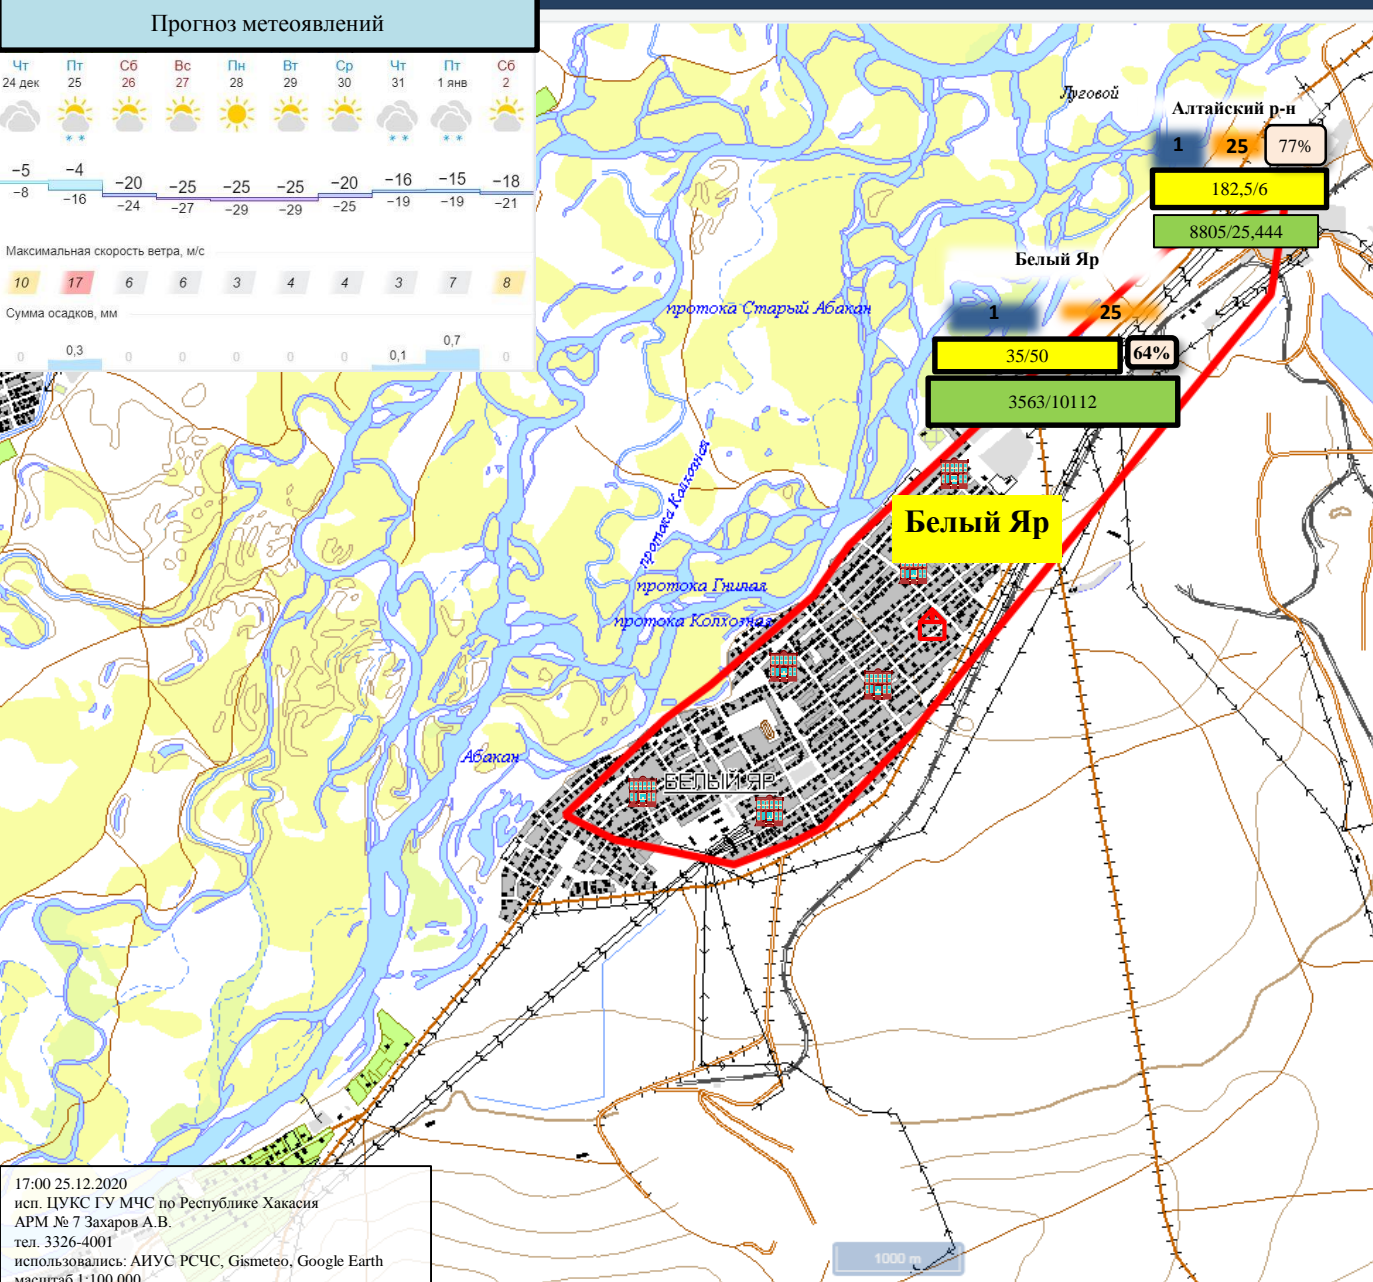 Прогноз метеоявлений
Чт Пт Сб Вс Пн Вт Ср Чт Пт Сб
24 дек 25 26 27 28 29 30 31 1 янв 2
−5 −4 −20 −25 −25 −25 −20 −16 −15 −18
−8 −16 −24 −27 −29 −29 −25 −19 −19 −21
Максимальная скорость ветра, м/с
10 17 6 6 3 4 4 3 7 8
Сумма осадков, мм
0 0,3 0 0 0 0 0 0,1 0,7 0
Луговой
Алтайский р-н
1 25 77%
182,5/6
8805/25,444
Белый Яр
1 25
35/50 64%
3563/10112
протока Старый Абакан
протока Колхозная
Белый Яр
протока Гнилая
протока Колхозная
Абакан
БЕЛЫЙ ЯР
17:00 25.12.2020
исп. ЦУКС ГУ МЧС по Республике Хакасия
АРМ № 7 Захаров А.В.
тел. 3326-4001
использовались: АИУС РСЧС, Gismeteo, Google Earth
масштаб 1:100 000
1000 m